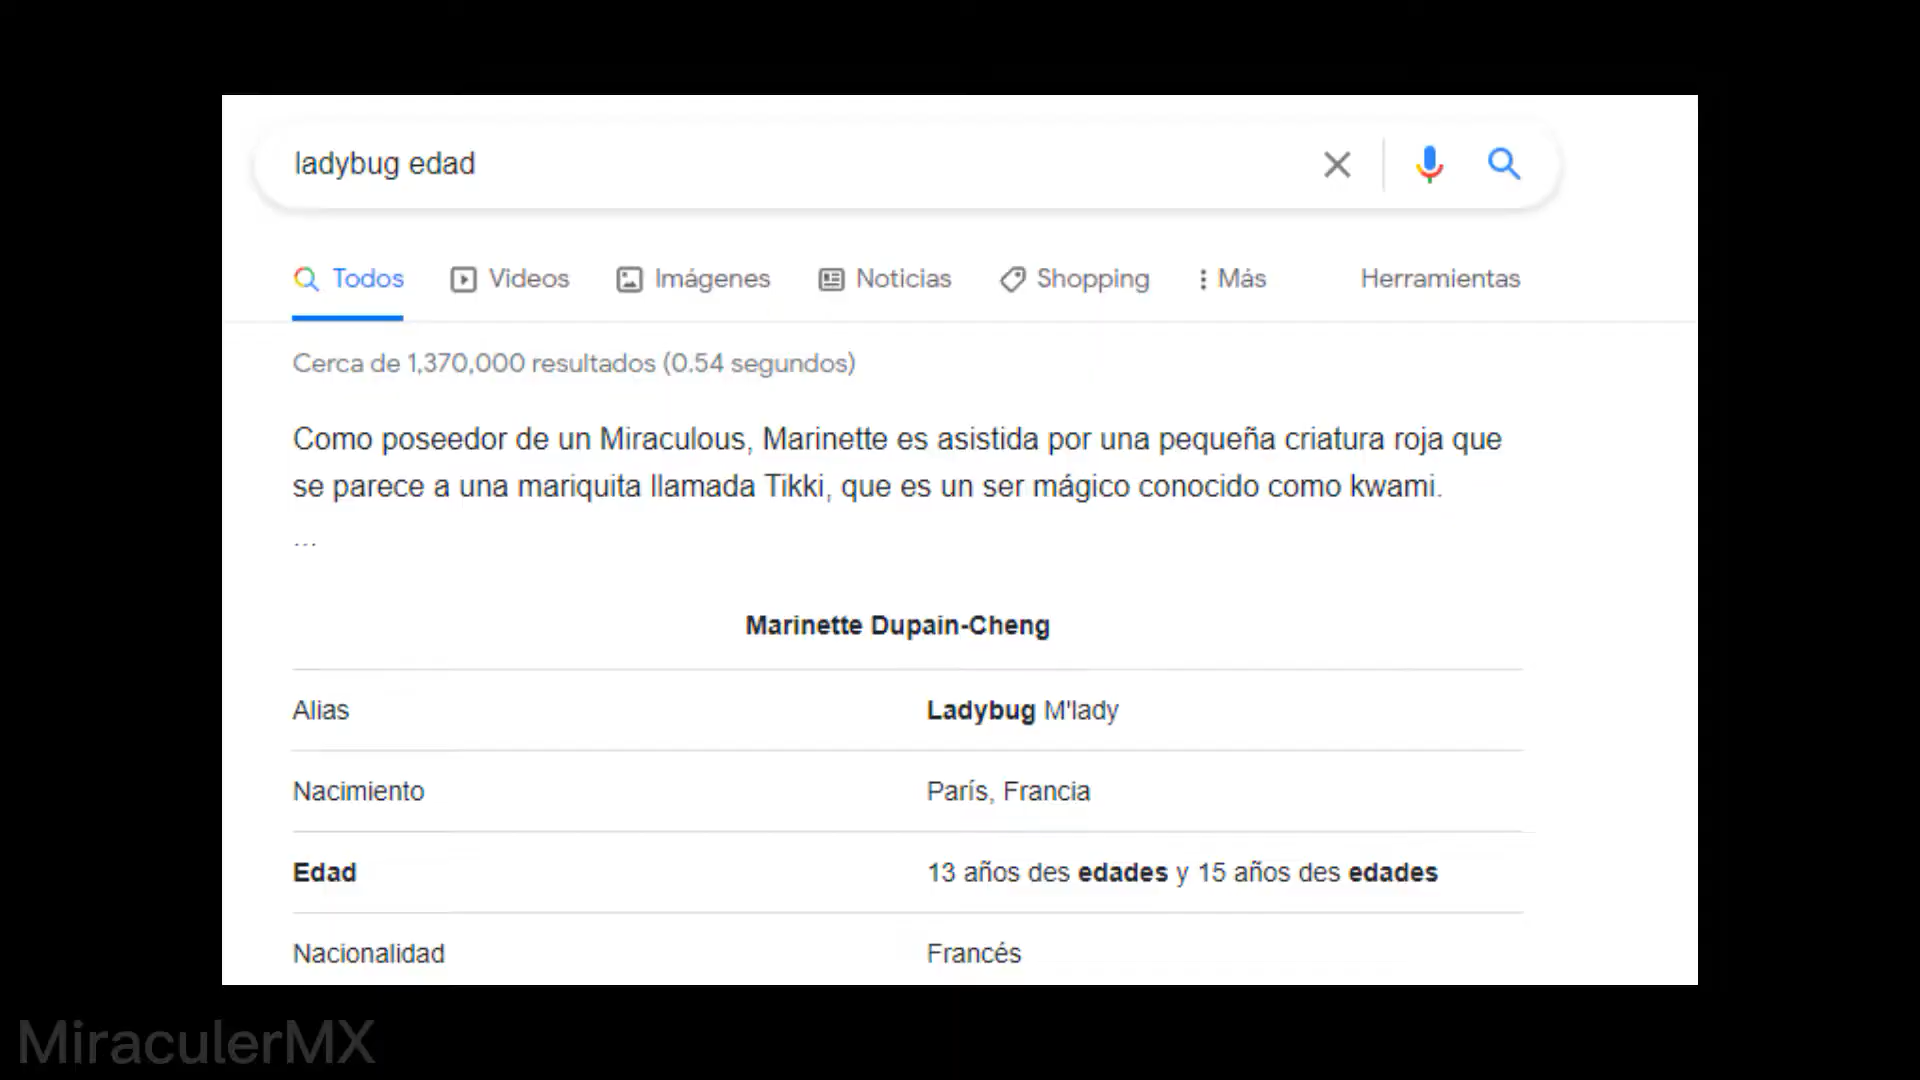 ladybug edad
Todos Videos Imágenes Noticias Shopping Más Herramientas
Cerca de 1,370,000 resultados (0.54 segundos)
Como poseedor de un Miraculous, Marinette es asistida por una pequeña criatura roja que
se parece a una mariquita llamada Tikki, que es un ser mágico conocido como kwami.
...
Marinette Dupain-Cheng
Alias Ladybug M'lady
Nacimiento París, Francia
Edad 13 años des edades y 15 años des edades
Nacionalidad Francés
MiraculerMX